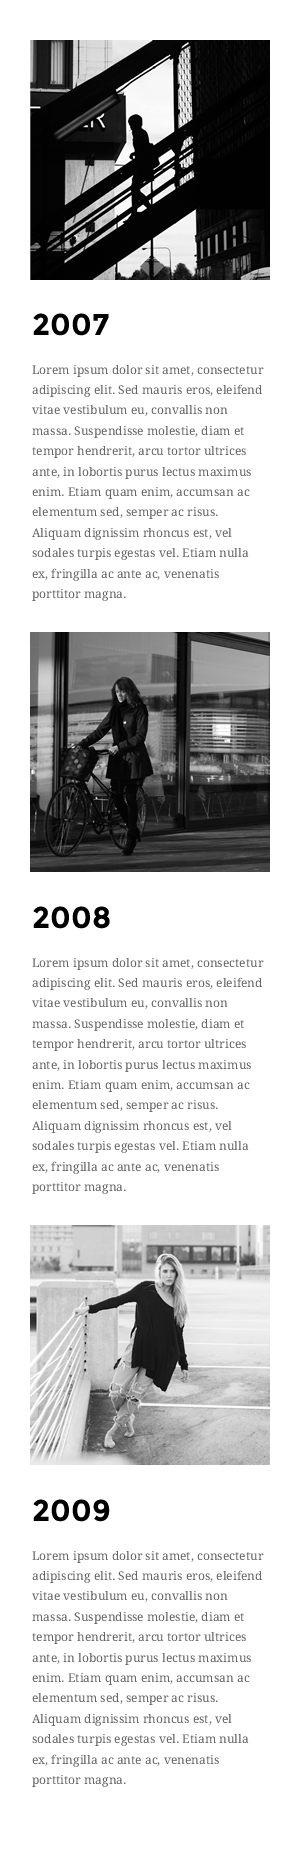 2007
Lorem ipsum dolor sit amet, consectetur
adipiscing elit. Sed mauris eros, eleifend
vitae vestibulum eu, convallis non
massa. Suspendisse molestie, diam et
tempor hendrerit, arcu tortor ultrices
ante, in lobortis purus lectus maximus
enim. Etiam quam enim, accumsan ac
elementum sed, semper ac risus.
Aliquam dignissim rhoncus est, vel
sodales turpis egestas vel. Etiam nulla
ex, fringilla ac ante ac, venenatis
porttitor magna.
2008
Lorem ipsum dolor sit amet, consectetur
adipiscing elit. Sed mauris eros, eleifend
vitae vestibulum eu, convallis non
massa. Suspendisse molestie, diam et
tempor hendrerit, arcu tortor ultrices
ante, in lobortis purus lectus maximus
enim. Etiam quam enim, accumsan ac
elementum sed, semper ac risus.
Aliquam dignissim rhoncus est, vel
sodales turpis egestas vel. Etiam nulla
ex, fringilla ac ante ac, venenatis
porttitor magna.
2009
Lorem ipsum dolor sit amet, consectetur
adipiscing elit. Sed mauris eros, eleifend
vitae vestibulum eu, convallis non
massa. Suspendisse molestie, diam et
tempor hendrerit, arcu tortor ultrices
ante, in lobortis purus lectus maximus
enim. Etiam quam enim, accumsan ac
elementum sed, semper ac risus.
Aliquam dignissim rhoncus est, vel
sodales turpis egestas vel. Etiam nulla
ex, fringilla ac ante ac, venenatis
porttitor magna.